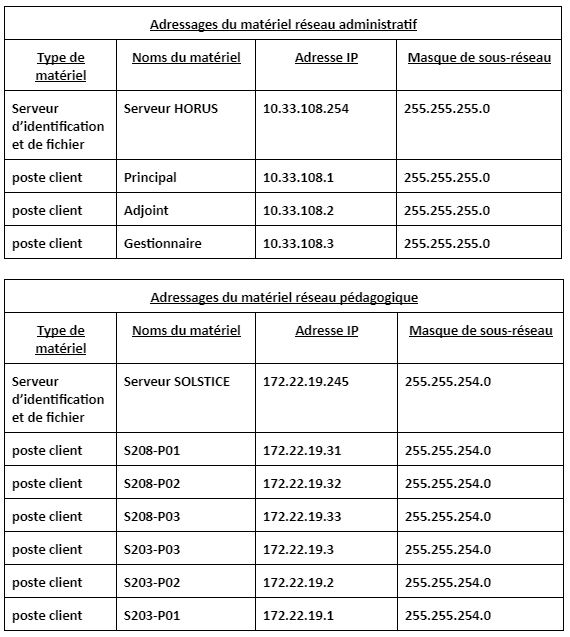 Adressages du matériel réseau administratif
Type de matériel Noms du matériel Adresse IP Masque de sous-réseau
Serveur d’identification et de fichier Serveur HORUS 10.33.108.254 255.255.255.0
poste client Principal 10.33.108.1 255.255.255.0
poste client Adjoint 10.33.108.2 255.255.255.0
poste client Gestionnaire 10.33.108.3 255.255.255.0
Adressages du matériel réseau pédagogique
Type de matériel Noms du matériel Adresse IP Masque de sous-réseau
Serveur d’identification et de fichier Serveur SOLSTICE 172.22.19.245 255.255.254.0
poste client S208-P01 172.22.19.31 255.255.254.0
poste client S208-P02 172.22.19.32 255.255.254.0
poste client S208-P03 172.22.19.33 255.255.254.0
poste client S203-P03 172.22.19.3 255.255.254.0
poste client S203-P02 172.22.19.2 255.255.254.0
poste client S203-P01 172.22.19.1 255.255.254.0